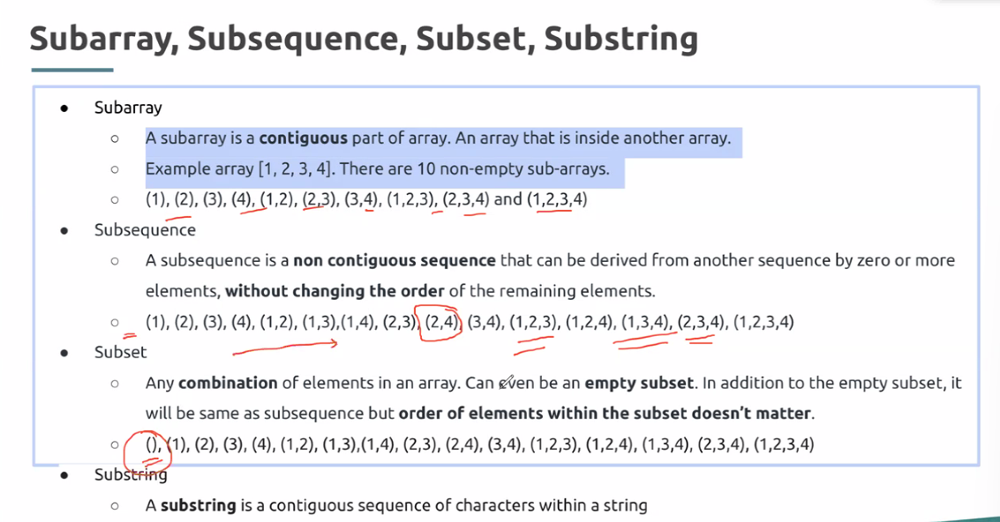 Subarray, Subsequence, Subset, Substring
● Subarray
○ A subarray is a contiguous part of array. An array that is inside another array.
○ Example array [1, 2, 3, 4]. There are 10 non-empty sub-arrays.
○ (1), (2), (3), (4), (1,2), (2,3), (3,4), (1,2,3), (2,3,4) and (1,2,3,4)
● Subsequence
○ A subsequence is a non contiguous sequence that can be derived from another sequence by zero or more
elements, without changing the order of the remaining elements.
○ (1), (2), (3), (4), (1,2), (1,3),(1,4), (2,3), (2,4), (3,4), (1,2,3), (1,2,4), (1,3,4), (2,3,4), (1,2,3,4)
● Subset
○ Any combination of elements in an array. Can even be an empty subset. In addition to the empty subset, it
will be same as subsequence but order of elements within the subset doesn't matter.
○ (), (1), (2), (3), (4), (1,2), (1,3),(1,4), (2,3), (2,4), (3,4), (1,2,3), (1,2,4), (1,3,4), (2,3,4), (1,2,3,4)
● Substring
○ A substring is a contiguous sequence of characters within a string